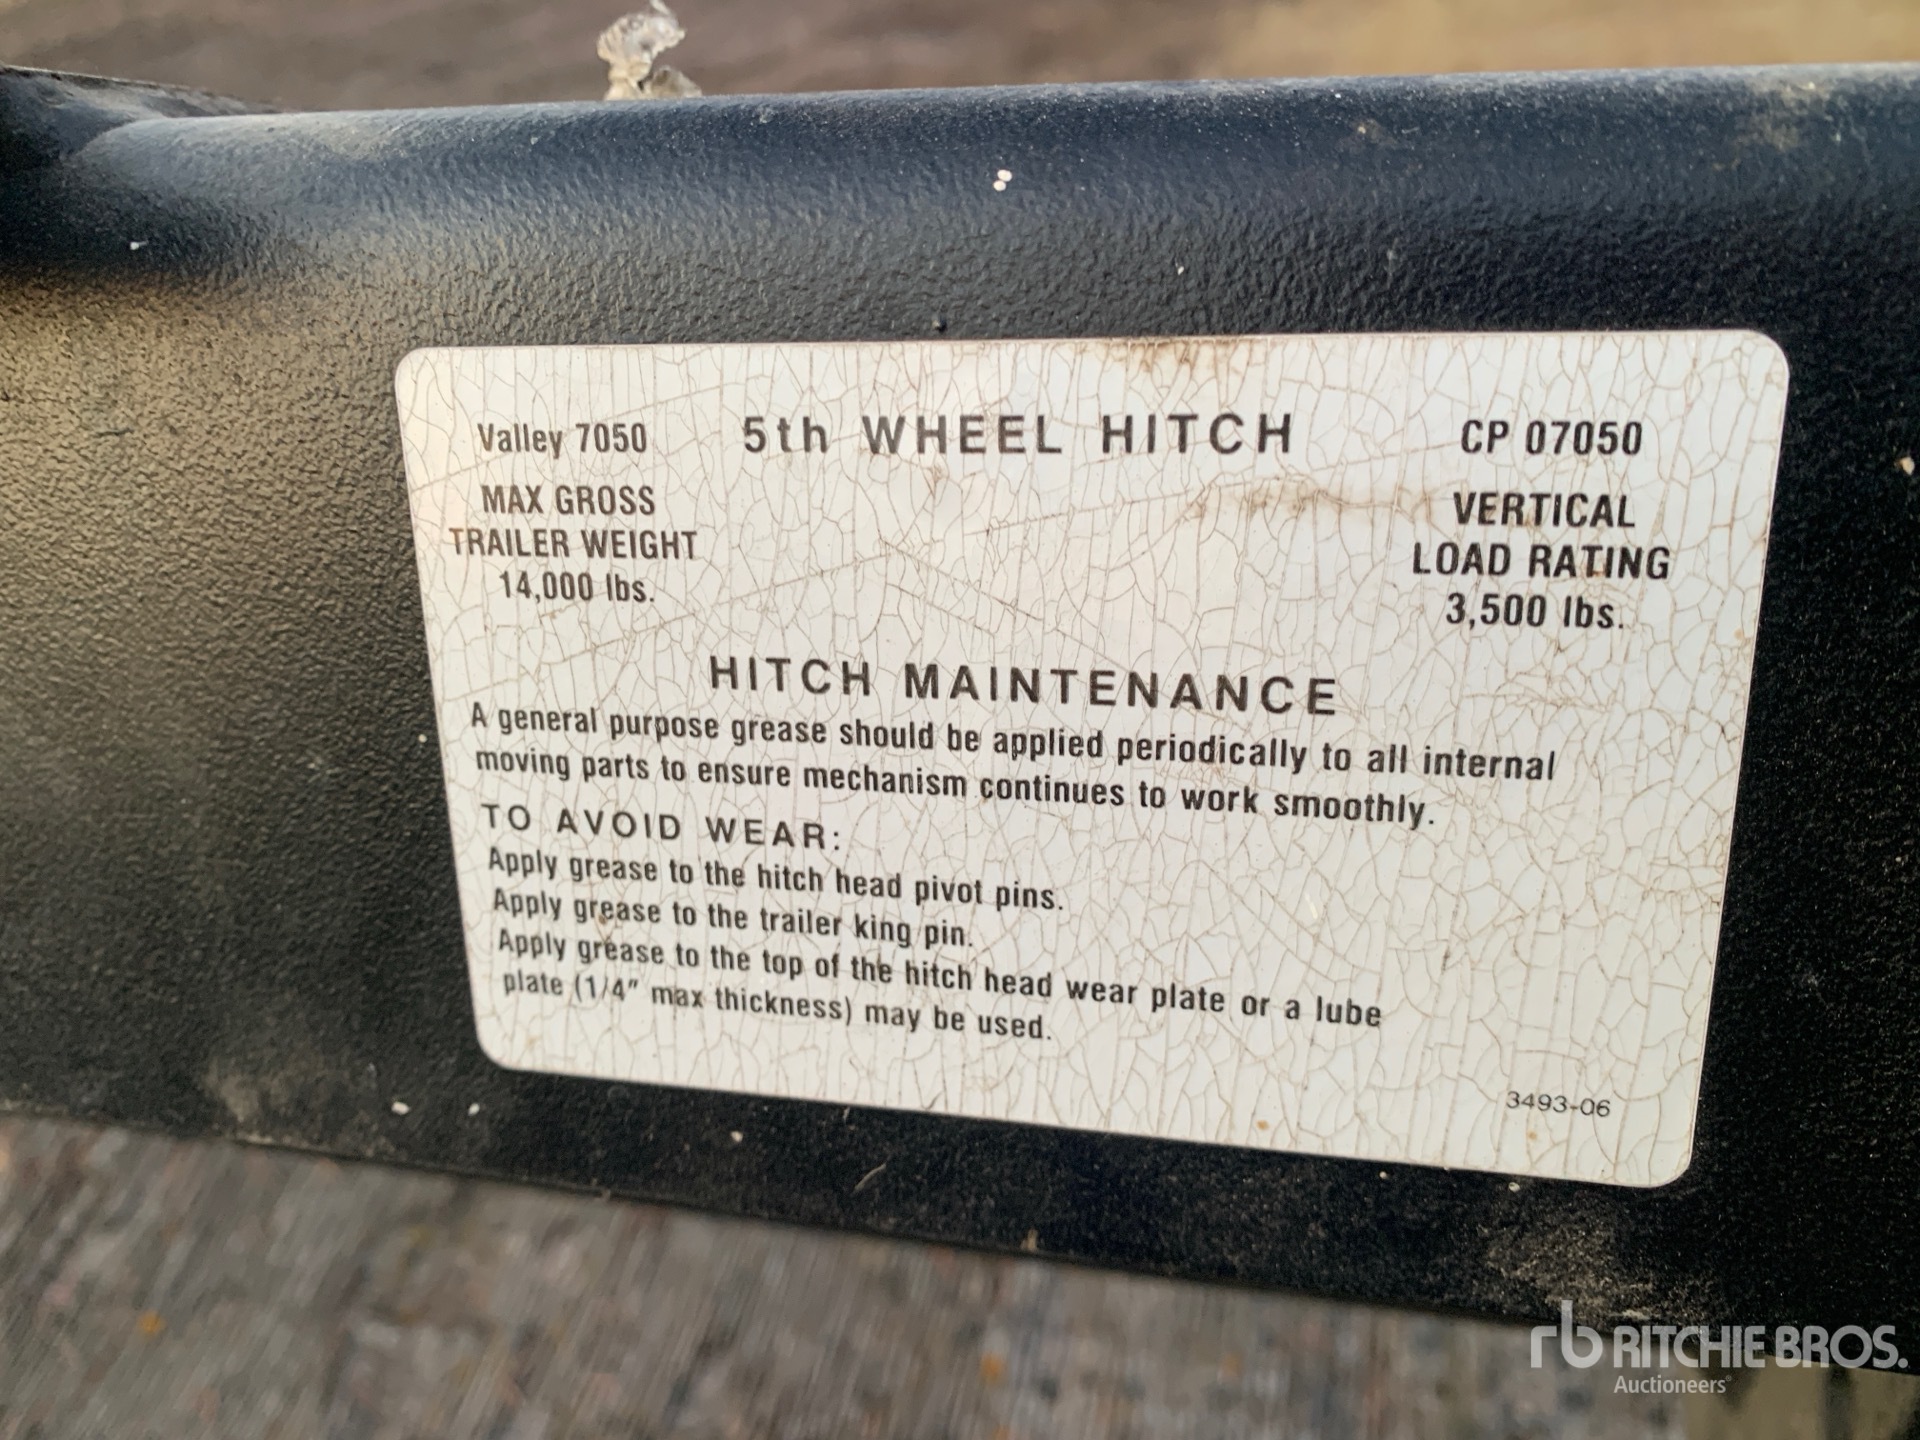 Valley 7050 5th WHEEL HITCH CP 07050
MAX GROSS
TRAILER WEIGHT
14,000 lbs.
VERTICAL
LOAD RATING
3,500 lbs.
HITCH MAINTENANCE
A general purpose grease should be applied periodically to all internal
moving parts to ensure mechanism continues to work smoothly.
TO AVOID WEAR:
Apply grease to the hitch head pivot pins.
Apply grease to the trailer king pin.
Apply grease to the top of the hitch head wear plate or a lube
plate (1/4" max thickness) may be used.
3493-06
rb RITCHIE BROS.
Auctioneers